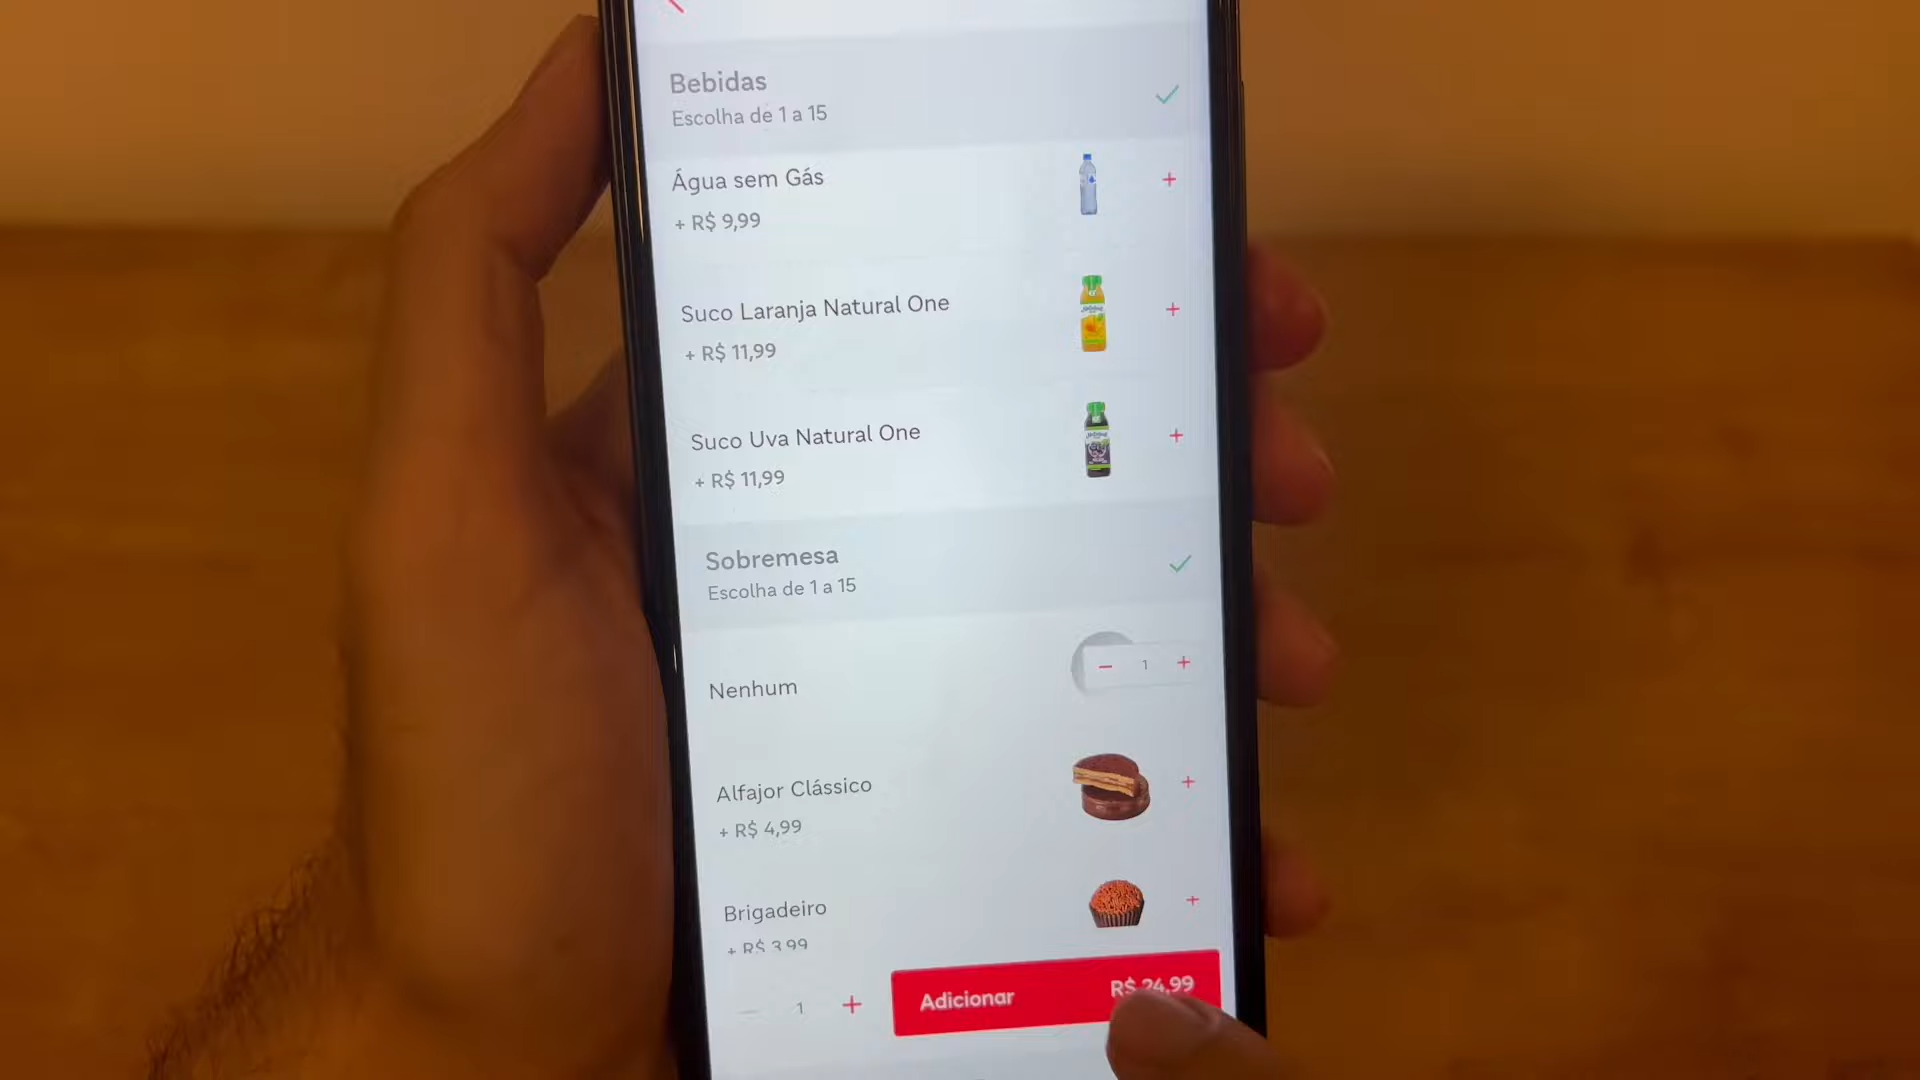 Bebidas
Escolha de 1 a 15
Água sem Gás
+ R$ 9,99
Suco Laranja Natural One
+ R$ 11,99
Suco Uva Natural One
+ R$ 11,99
Sobremesa
Escolha de 1 a 15
Nenhum
− 1 +
Alfajor Clássico
+ R$ 4,99
Brigadeiro
+ R$ 3,99
1 +
Adicionar R$ 24,99